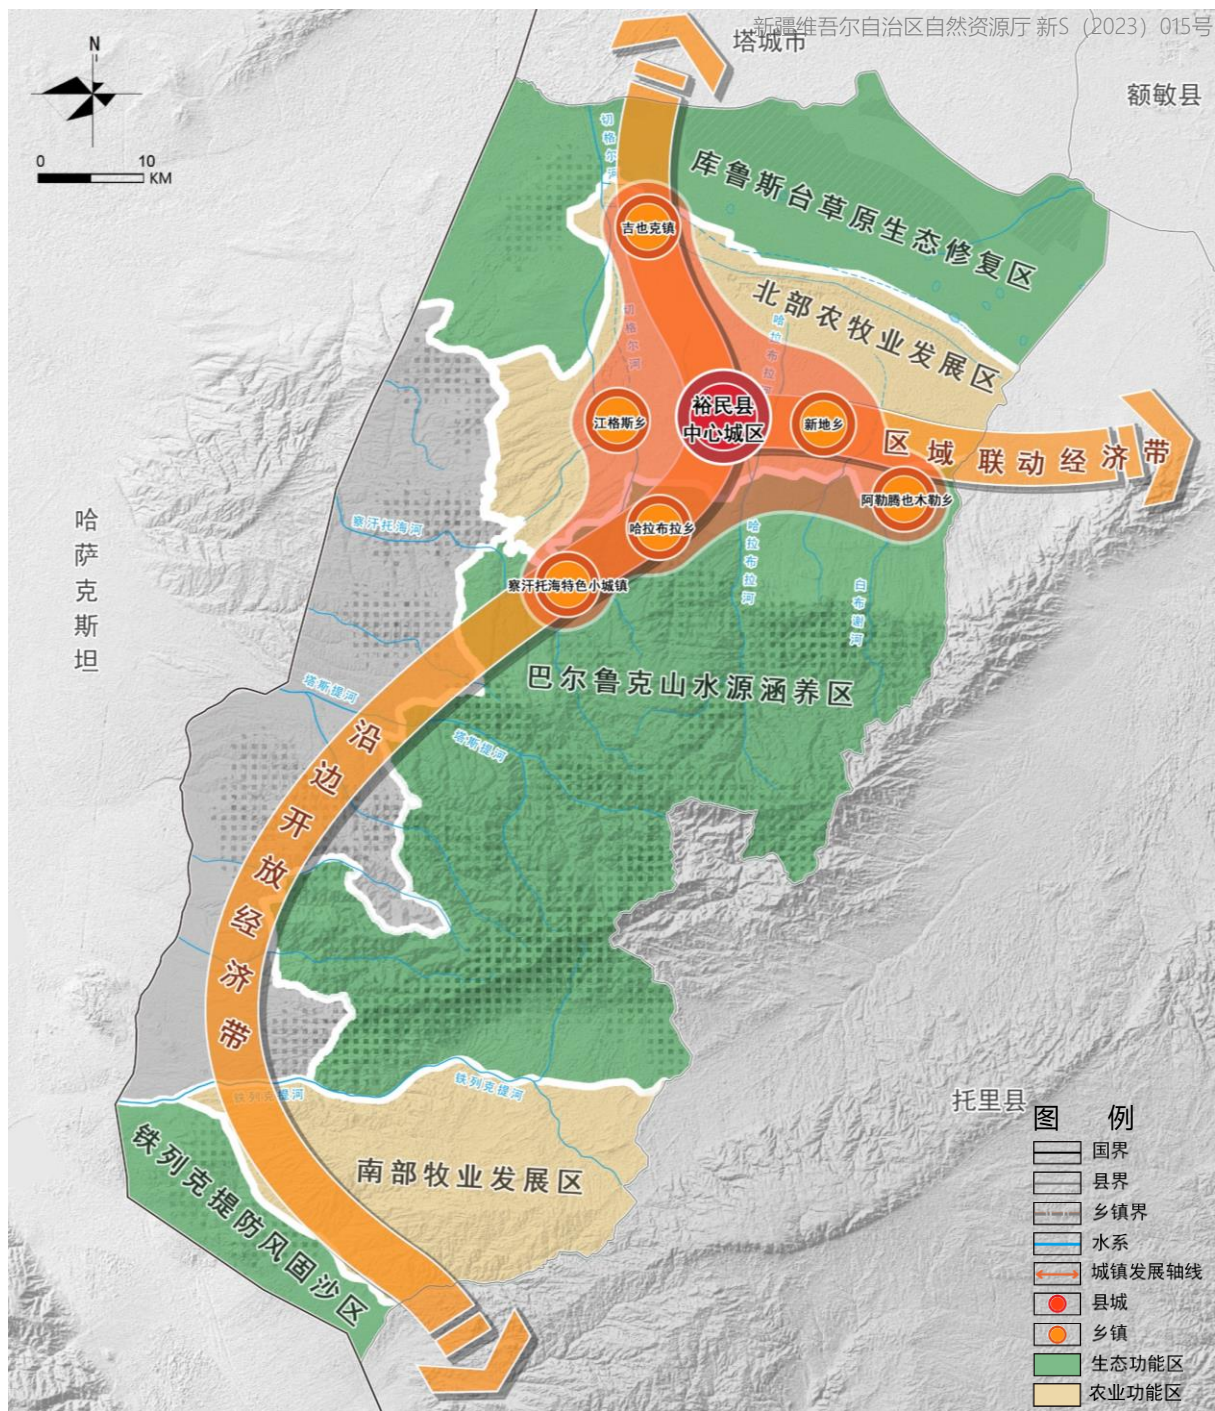 新疆维吾尔自治区自然资源厅 新S（2023）015号
塔城市
额敏县
N
0 10
KM
切格尔河
库鲁斯台草原生态修复区
吉也克镇
北部农牧业发展区
切格尔河
哈拉布拉河
裕民县
中心城区
江格斯乡
新地乡
区域联动经济带
阿勒腾也木勒乡
哈拉布拉乡
哈萨克斯坦
察汗托海河
哈拉布拉河
察汗托海特色小城镇
白布谢河
巴尔鲁克山水源涵养区
塔斯提河
塔斯提河
沿边开放经济带
铁列克提河
铁列克提河
托里县
铁列克提防风固沙区
南部牧业发展区
图 例
国界
县界
乡镇界
水系
城镇发展轴线
县城
乡镇
生态功能区
农业功能区